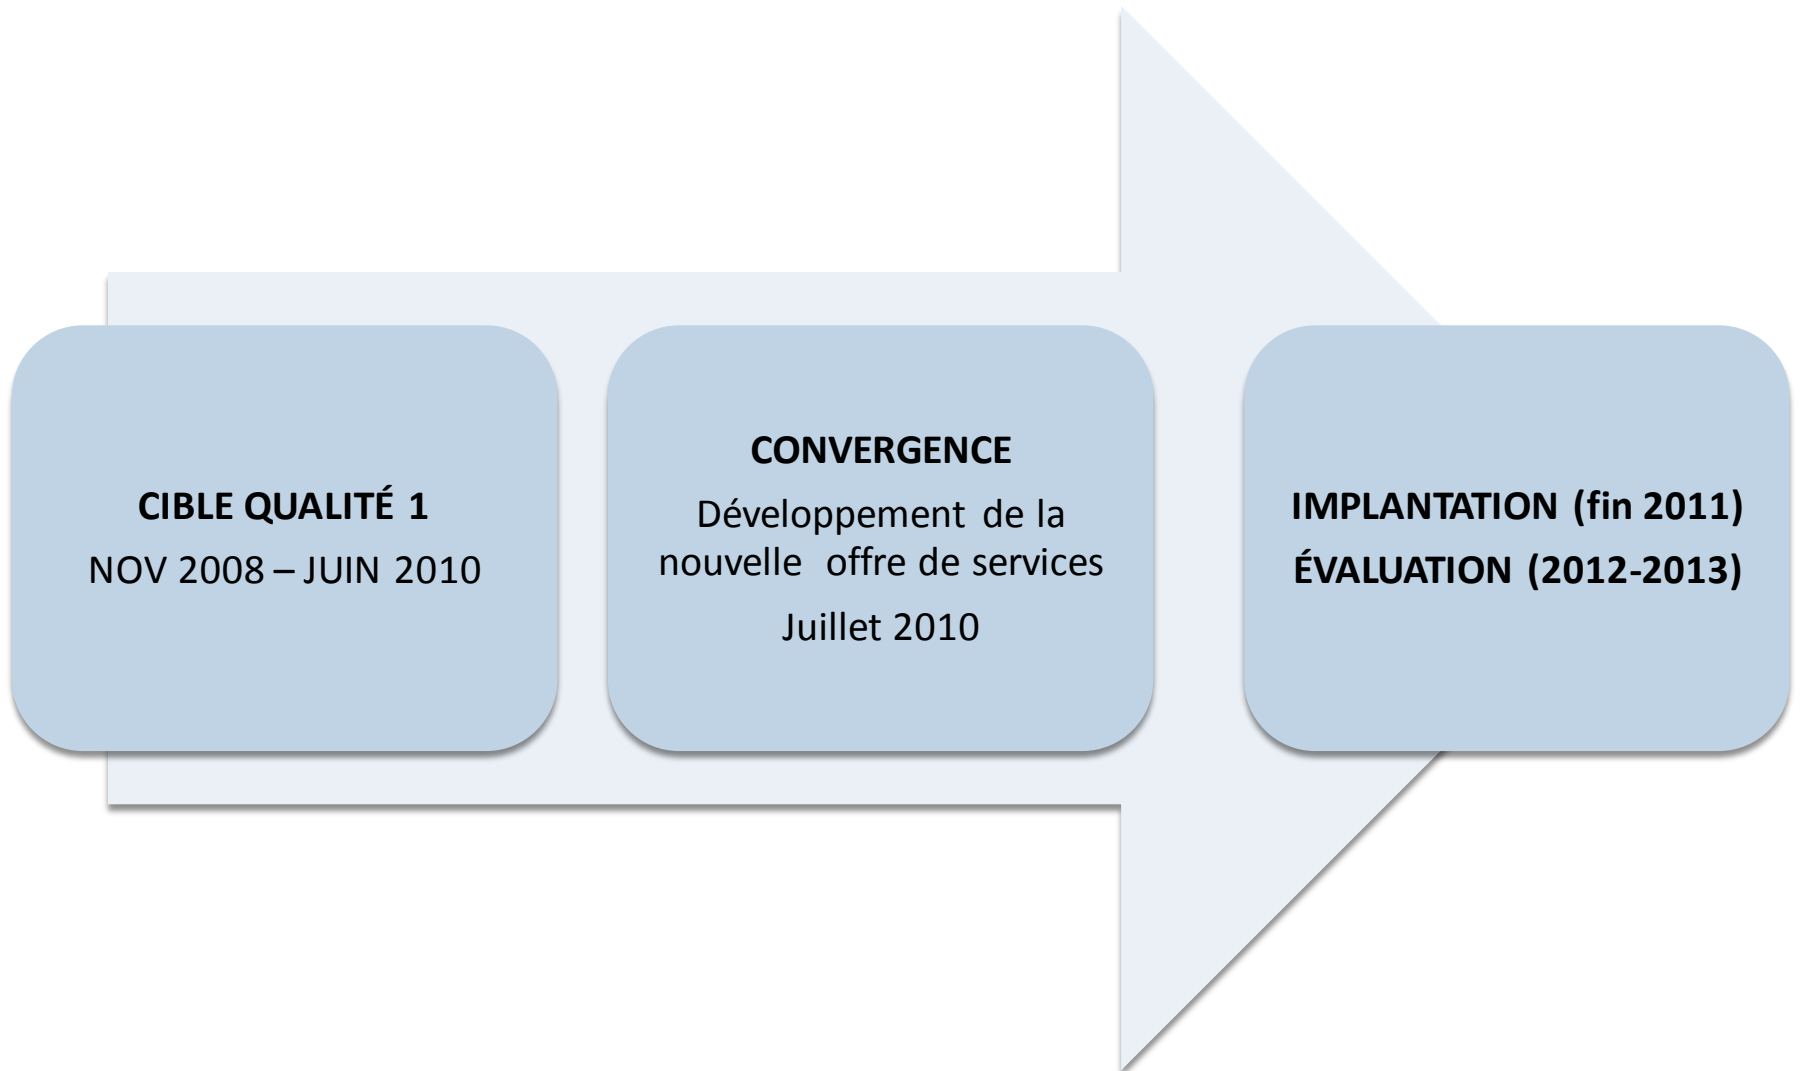 CIBLE QUALITÉ 1
NOV 2008 – JUIN 2010
CONVERGENCE
Développement de la
nouvelle offre de services
Juillet 2010
IMPLANTATION (fin 2011)
ÉVALUATION (2012-2013)